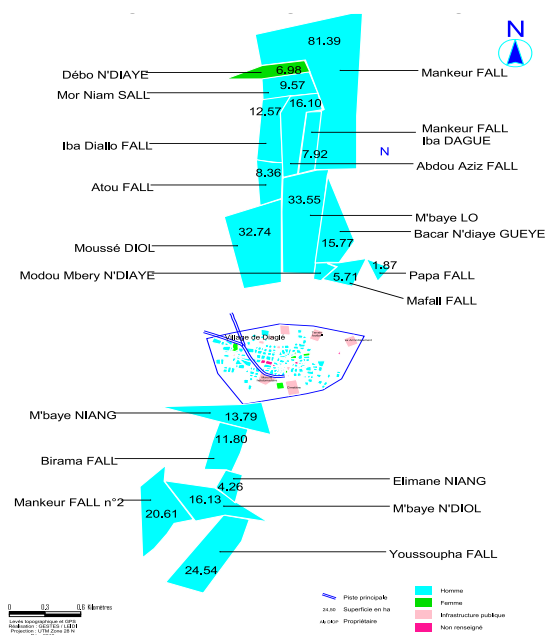 N
81.39
Débo N'DIAYE
6.98
Mankeur FALL
Mor Niam SALL
9.57
16.10
12.57
Mankeur FALL
Iba DAGUE
Iba Diallo FALL
7.92
N
Abdou Aziz FALL
8.36
Atou FALL
33.55
M'baye LO
32.74
Bacar N'diaye GUEYE
Moussé DIOL
15.77
Modou Mbery N'DIAYE
5.71
1.87
Papa FALL
Mafall FALL
Village de Diaglé
M'baye NIANG
13.79
11.80
Birama FALL
Elimane NIANG
4.26
Mankeur FALL n°2
16.13
M'baye N'DIOL
20.61
Youssoupha FALL
24.54
0 0,3 0,6 Kilomètres
Levés topographique et GPS
Réalisation : GESTES / LEIDI
Projection : UTM Zone 28 N
Piste principale
24,50 Superficie en ha
Propriétaire
Homme
Femme
Infrastructure publique
Non renseigné